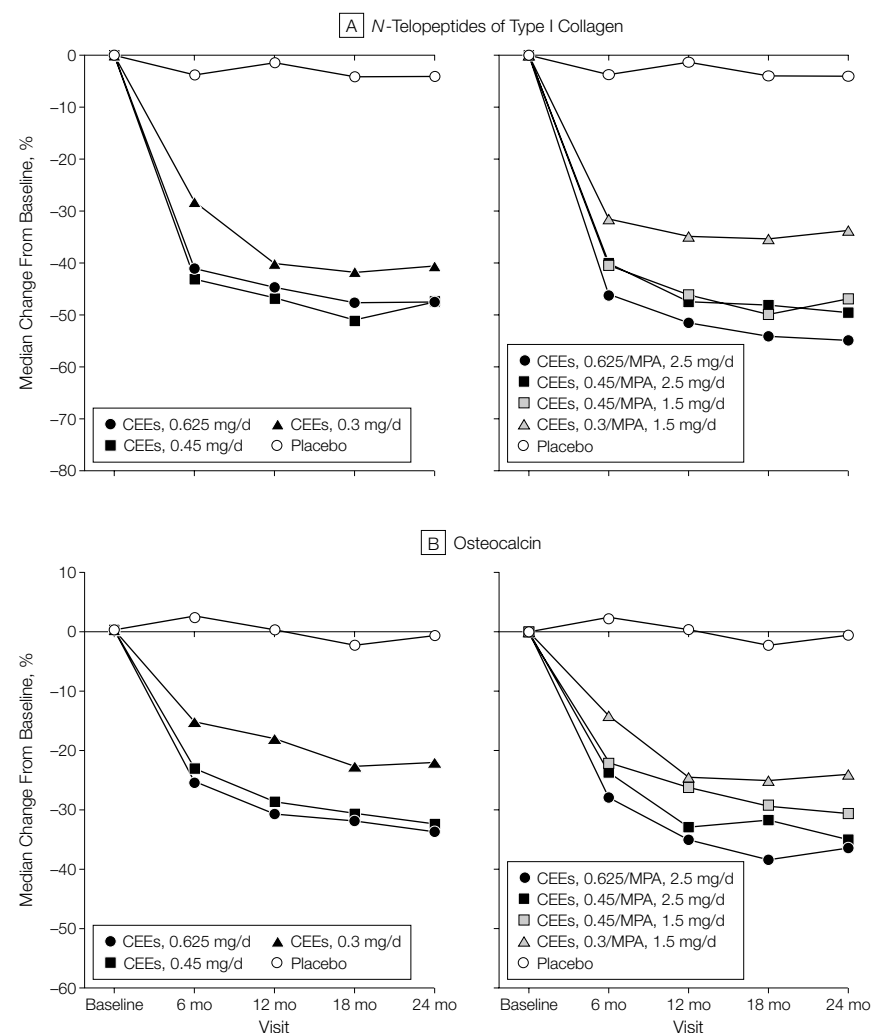 A N-Telopeptides of Type I Collagen
Median Change From Baseline, %
0
–10
–20
–30
–40
–50
–60
–70
–80
CEEs, 0.625 mg/d
CEEs, 0.45 mg/d
CEEs, 0.3 mg/d
Placebo
CEEs, 0.625/MPA, 2.5 mg/d
CEEs, 0.45/MPA, 2.5 mg/d
CEEs, 0.45/MPA, 1.5 mg/d
CEEs, 0.3/MPA, 1.5 mg/d
Placebo
B Osteocalcin
Median Change From Baseline, %
10
0
–10
–20
–30
–40
–50
–60
CEEs, 0.625 mg/d
CEEs, 0.45 mg/d
CEEs, 0.3 mg/d
Placebo
Baseline 6 mo 12 mo 18 mo 24 mo
Visit
CEEs, 0.625/MPA, 2.5 mg/d
CEEs, 0.45/MPA, 2.5 mg/d
CEEs, 0.45/MPA, 1.5 mg/d
CEEs, 0.3/MPA, 1.5 mg/d
Placebo
Baseline 6 mo 12 mo 18 mo 24 mo
Visit